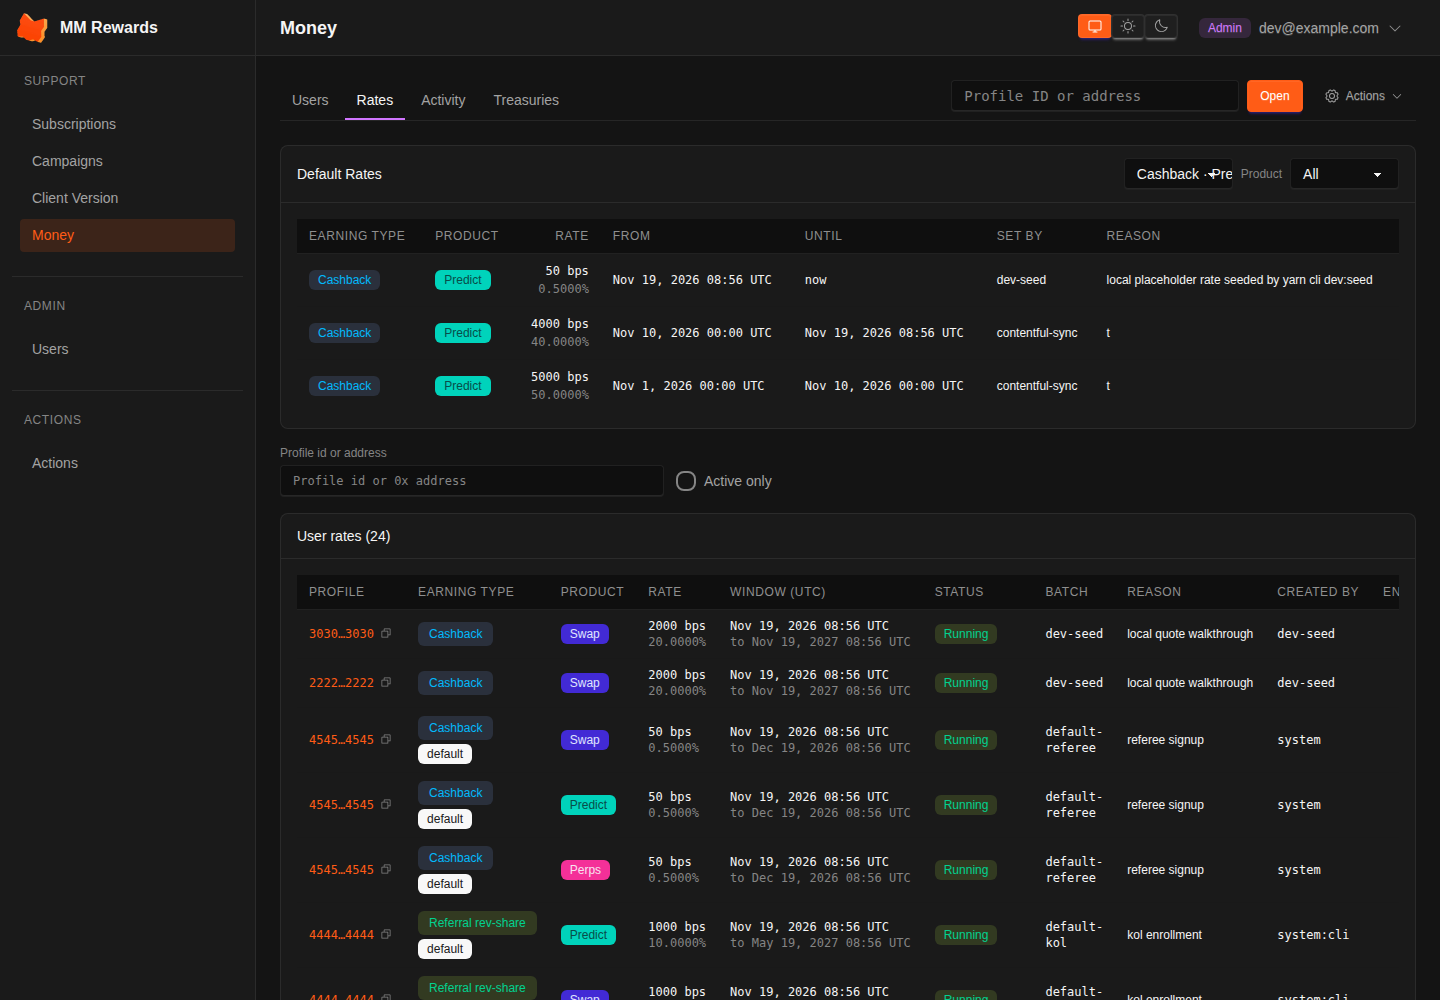 MM Rewards
Money
Admin dev@example.com
SUPPORT
Subscriptions
Campaigns
Client Version
Money
ADMIN
Users
ACTIONS
Actions
Users Rates Activity Treasuries
Profile ID or address Open Actions
Default Rates Cashback · Pre Product All
EARNING TYPE PRODUCT RATE FROM UNTIL SET BY REASON
Cashback Predict 50 bps Nov 19, 2026 08:56 UTC now dev-seed local placeholder rate seeded by yarn cli dev:seed
0.5000%
Cashback Predict 4000 bps Nov 10, 2026 00:00 UTC Nov 19, 2026 08:56 UTC contentful-sync t
40.0000%
Cashback Predict 5000 bps Nov 1, 2026 00:00 UTC Nov 10, 2026 00:00 UTC contentful-sync t
50.0000%
Profile id or address
Profile id or 0x address Active only
User rates (24)
PROFILE EARNING TYPE PRODUCT RATE WINDOW (UTC) STATUS BATCH REASON CREATED BY EN
3030…3030 Cashback Swap 2000 bps Nov 19, 2026 08:56 UTC Running dev-seed local quote walkthrough dev-seed
20.0000% to Nov 19, 2027 08:56 UTC
2222…2222 Cashback Swap 2000 bps Nov 19, 2026 08:56 UTC Running dev-seed local quote walkthrough dev-seed
20.0000% to Nov 19, 2027 08:56 UTC
4545…4545 Cashback Swap 50 bps Nov 19, 2026 08:56 UTC Running default- referee signup system
default 0.5000% to Dec 19, 2026 08:56 UTC referee
4545…4545 Cashback Predict 50 bps Nov 19, 2026 08:56 UTC Running default- referee signup system
default 0.5000% to Dec 19, 2026 08:56 UTC referee
4545…4545 Cashback Perps 50 bps Nov 19, 2026 08:56 UTC Running default- referee signup system
default 0.5000% to Dec 19, 2026 08:56 UTC referee
4444…4444 Referral rev-share Predict 1000 bps Nov 19, 2026 08:56 UTC Running default- kol enrollment system:cli
default 10.0000% to May 19, 2027 08:56 UTC kol
4444…4444 Referral rev-share Swap 1000 bps Nov 19, 2026 08:56 UTC Running default- kol enrollment system:cli